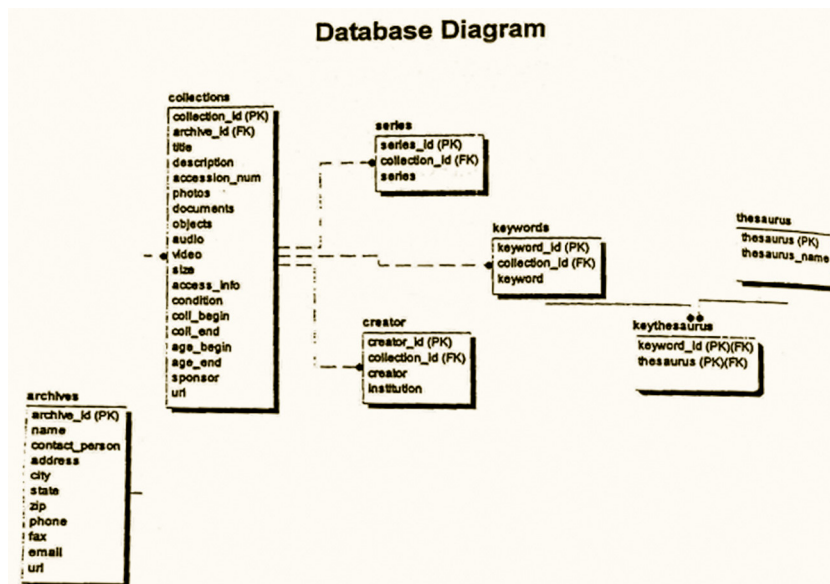 Database Diagram
collections
collection_id (PK)
archive_id (FK)
title
description
accession_num
photos
documents
objects
audio
video
size
access_info
condition
coll_begin
coll_end
age_begin
age_end
sponsor
url
series
series_id (PK)
collection_id (FK)
series
keywords
keyword_id (PK)
collection_id (FK)
keyword
thesaurus
thesaurus (PK)
thesaurus_name
creator
creator_id (PK)
collection_id (FK)
creator
institution
keythesaurus
keyword_id (PK)(FK)
thesaurus (PK)(FK)
archives
archive_id (PK)
name
contact_person
address
city
state
zip
phone
fax
email
url